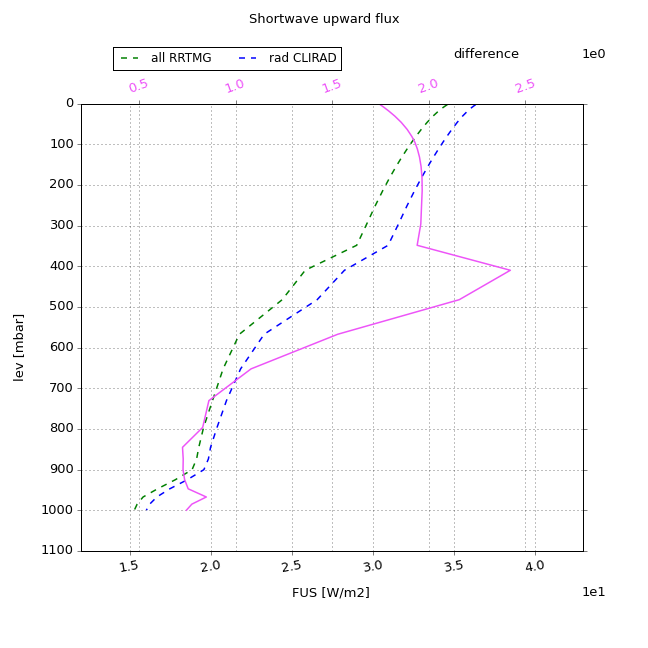 Shortwave upward flux
all RRTMG rad CLIRAD difference 1e0
0.5 1.0 1.5 2.0 2.5
0
100
200
300
400
500
600
700
800
900
1000
1100
lev [mbar]
1.5 2.0 2.5 3.0 3.5 4.0
FUS [W/m2] 1e1